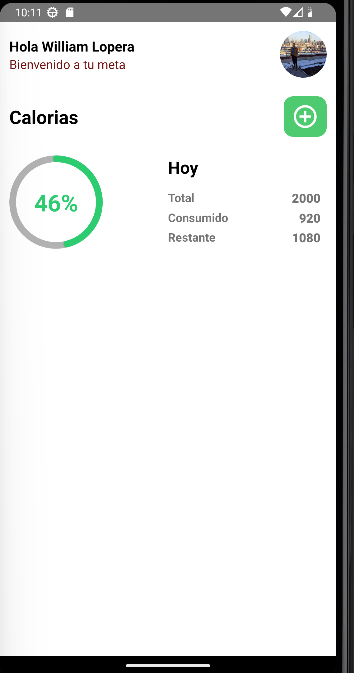 10:11
Hola William Lopera
Bienvenido a tu meta
Calorias
46%
Hoy
Total 2000
Consumido 920
Restante 1080